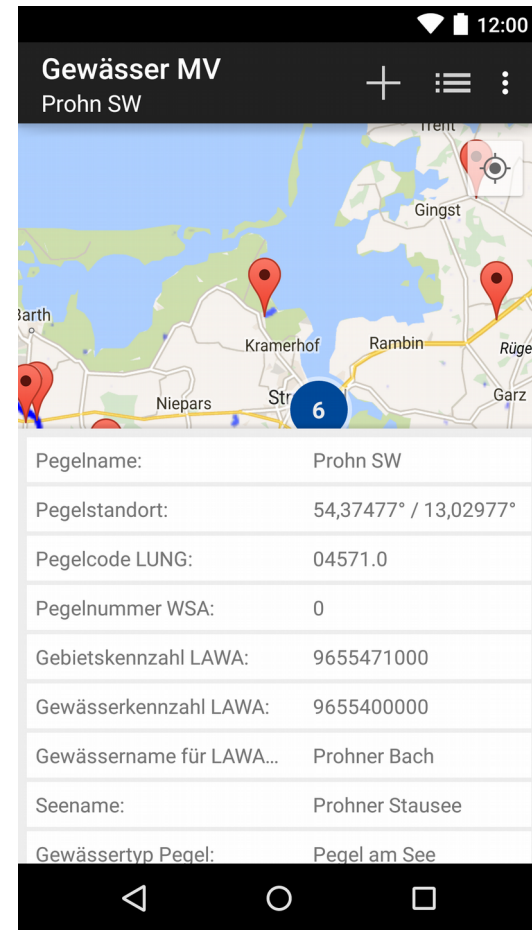 12:00
Gewässer MV
Prohn SW
Trent
Gingst
Barth
Kramerhof
Rambin
Rüge
Niepars
Str
6
Garz
Pegelname: Prohn SW
Pegelstandort: 54,37477° / 13,02977°
Pegelcode LUNG: 04571.0
Pegelnummer WSA: 0
Gebietskennzahl LAWA: 9655471000
Gewässerkennzahl LAWA: 9655400000
Gewässername für LAWA... Prohner Bach
Seename: Prohner Stausee
Gewässertyp Pegel: Pegel am See